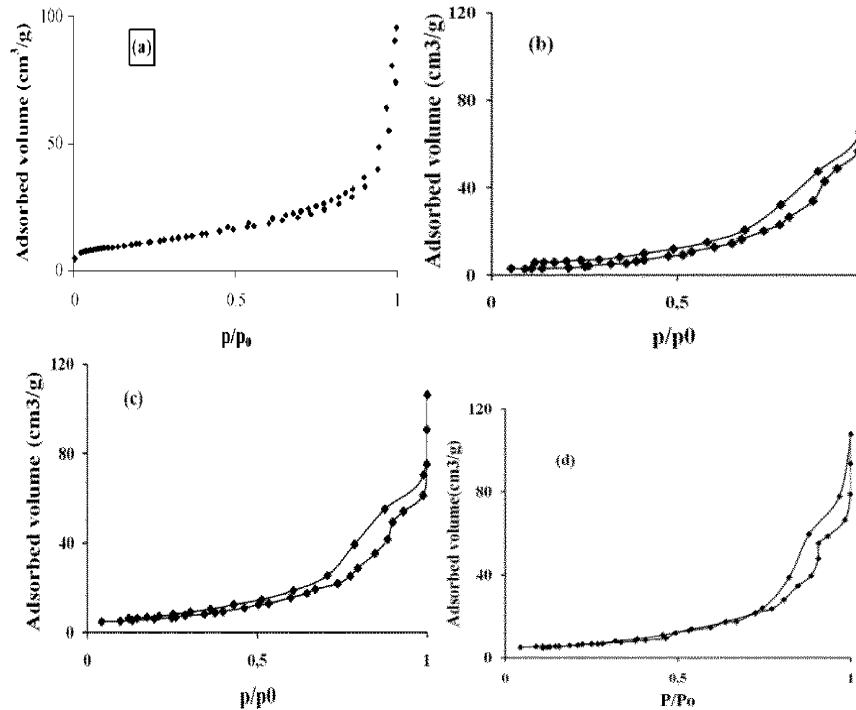 100
50
0
0
0.5
1
(a)
Adsorbed volume (cm³/g)
p/p₀
120
80
40
0
0.5
(b)
Adsorbed volume (cm3/g)
p/p0
120
80
40
0
0
0.5
1
(c)
Adsorbed volume (cm3/g)
p/p0
120
80
40
0
0
0.5
1
(d)
Adsorbed volume(cm3/g)
P/Po